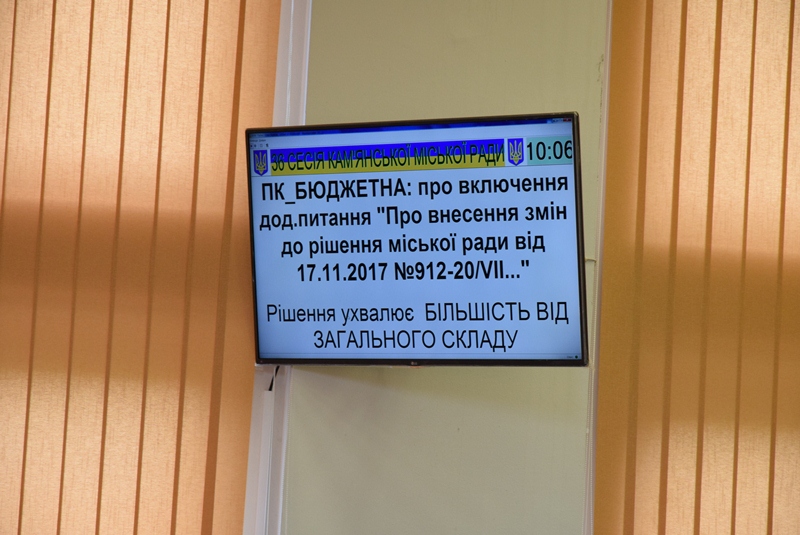 36 СЕСІЯ КАМ'ЯНСЬКОЇ МІСЬКОЇ РАДИ 10:06
ПК_БЮДЖЕТНА: про включення
дод.питання "Про внесення змін
до рішення міської ради від
17.11.2017 №912-20/VII..."
Рішення ухвалює БІЛЬШІСТЬ ВІД
ЗАГАЛЬНОГО СКЛАДУ